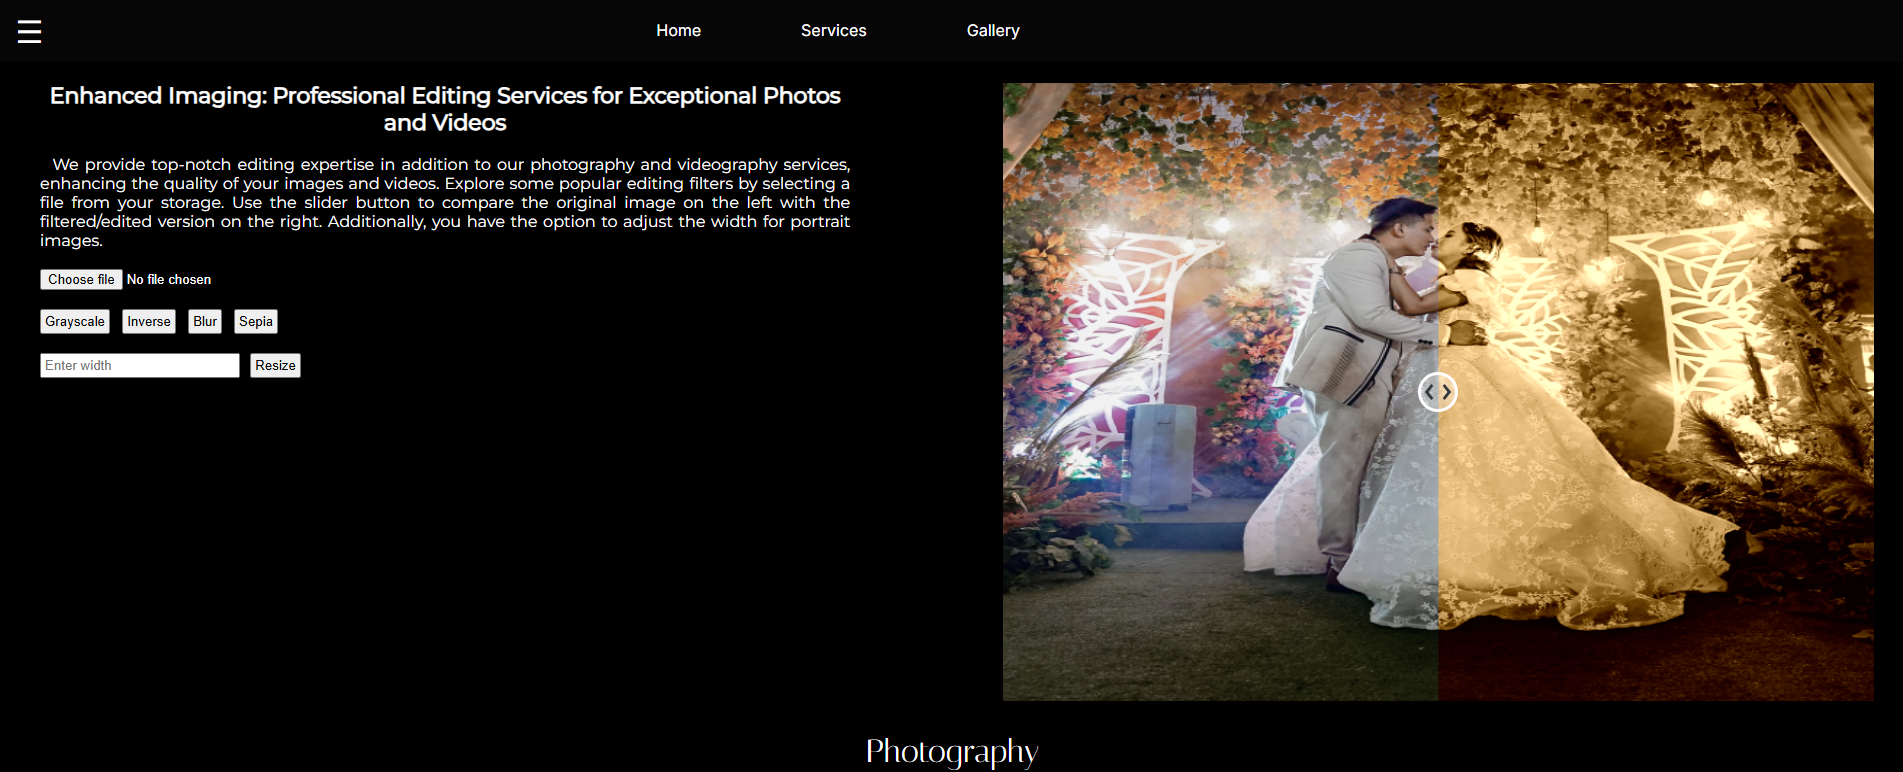 Home Services Gallery
Enhanced Imaging: Professional Editing Services for Exceptional Photos
and Videos
We provide top-notch editing expertise in addition to our photography and videography services,
enhancing the quality of your images and videos. Explore some popular editing filters by selecting a
file from your storage. Use the slider button to compare the original image on the left with the
filtered/edited version on the right. Additionally, you have the option to adjust the width for portrait
images.
Choose file No file chosen
Grayscale Inverse Blur Sepia
Enter width Resize
Photography